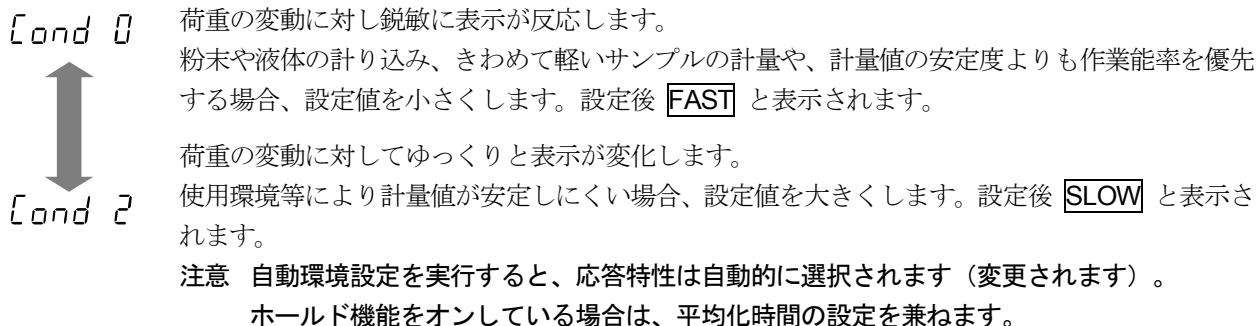 Cond 0
荷重の変動に対し鋭敏に表示が反応します。
粉末や液体の計り込み、きわめて軽いサンプルの計量や、計量値の安定度よりも作業能率を優先
する場合、設定値を小さくします。設定後 FAST と表示されます。
荷重の変動に対してゆっくりと表示が変化します。
Cond 2
使用環境等により計量値が安定しにくい場合、設定値を大きくします。設定後 SLOW と表示さ
れます。
注意 自動環境設定を実行すると、応答特性は自動的に選択されます（変更されます）。
ホールド機能をオンしている場合は、平均化時間の設定を兼ねます。